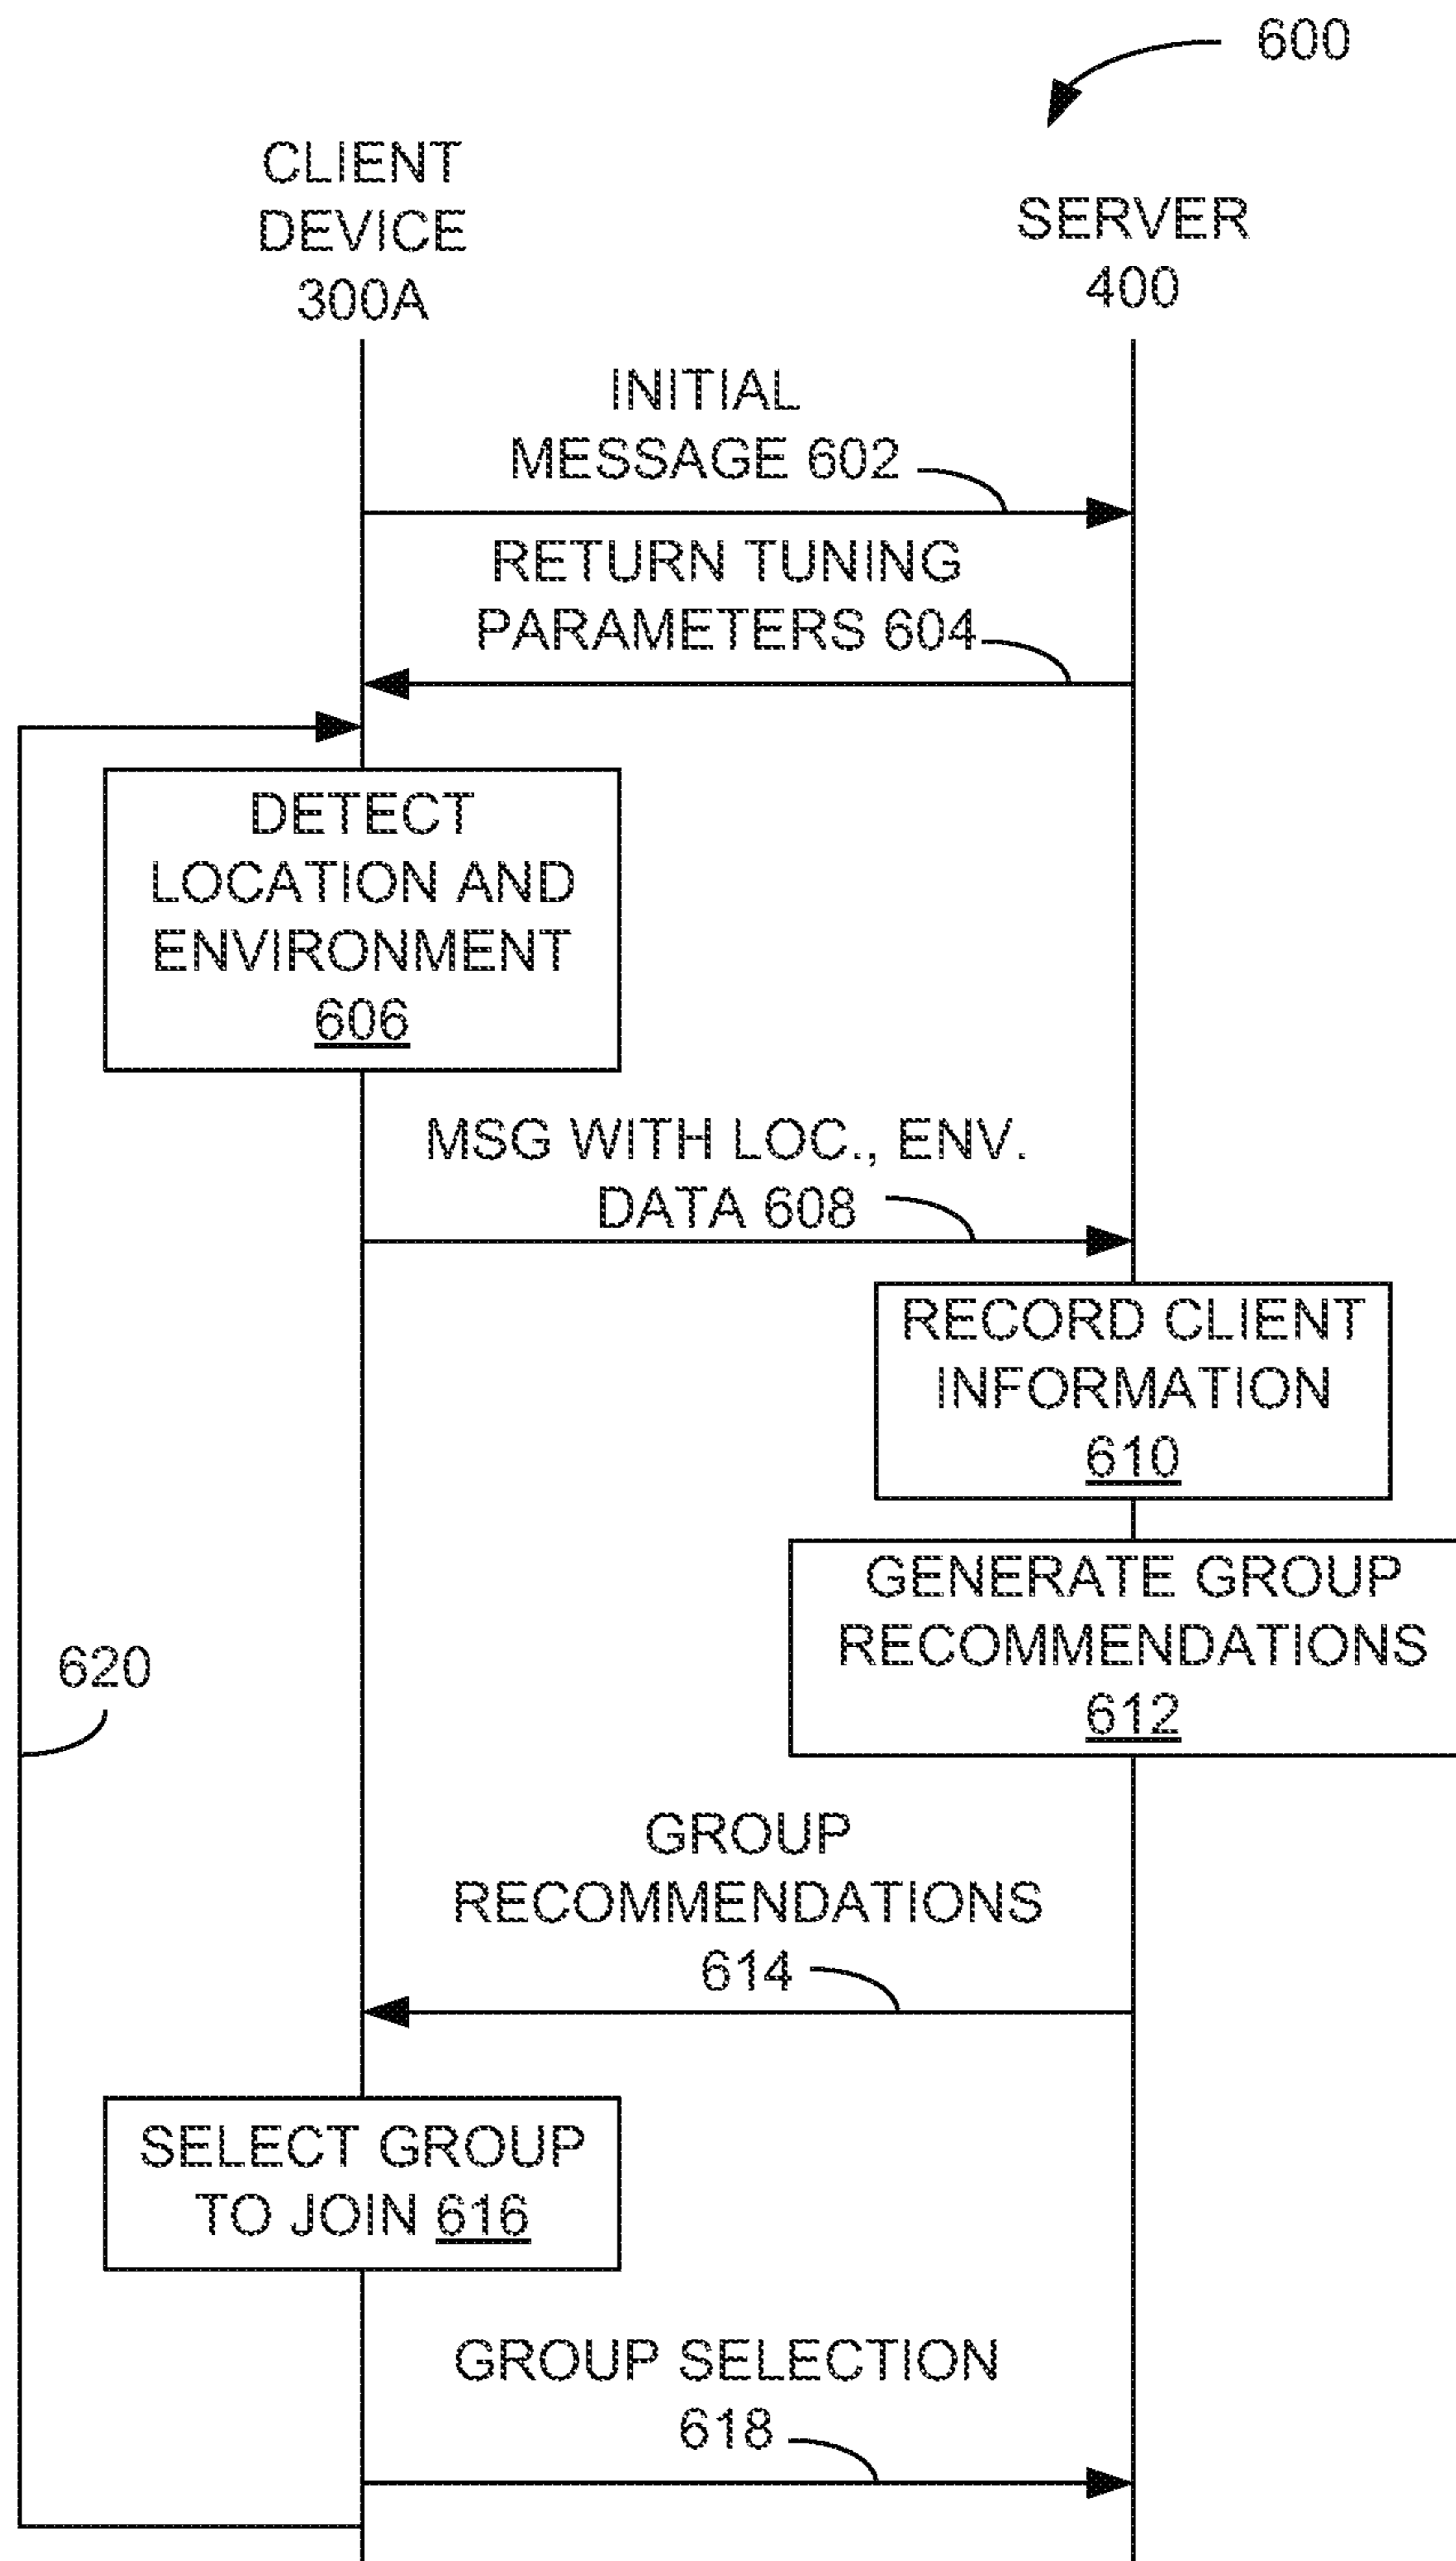 600
CLIENT
DEVICE
300A
SERVER
400
INITIAL
MESSAGE 602
RETURN TUNING
PARAMETERS 604
DETECT
LOCATION AND
ENVIRONMENT
606
MSG WITH LOC., ENV.
DATA 608
RECORD CLIENT
INFORMATION
610
GENERATE GROUP
RECOMMENDATIONS
612
620
GROUP
RECOMMENDATIONS
614
SELECT GROUP
TO JOIN 616
GROUP SELECTION
618